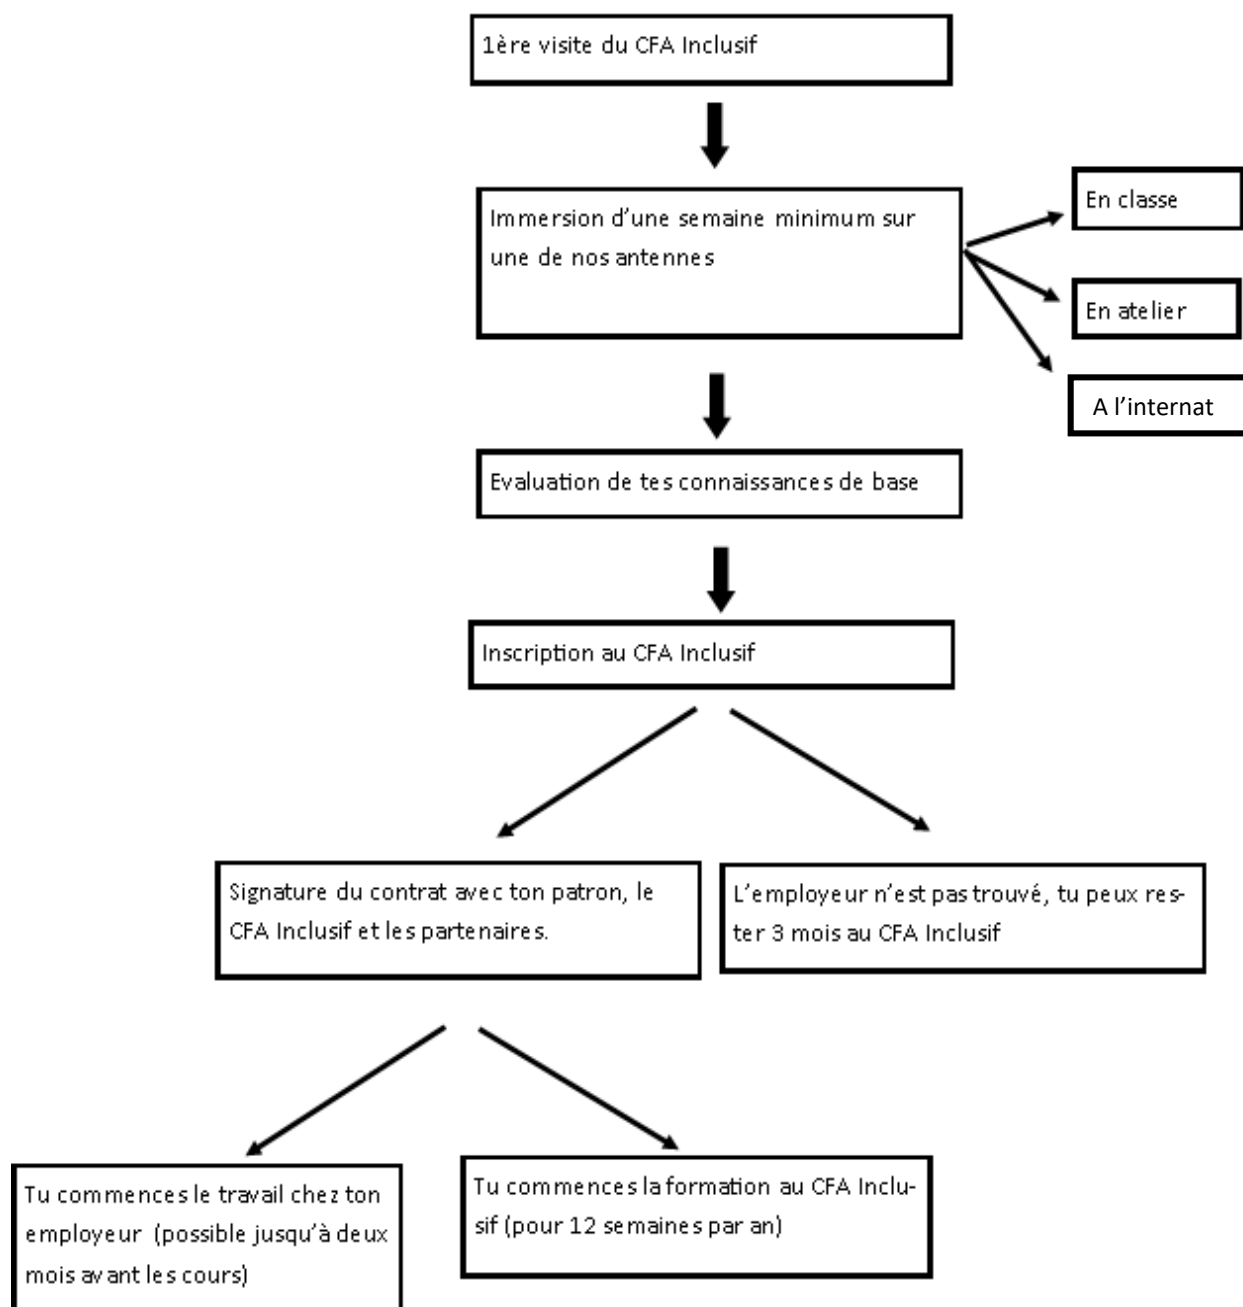 1ère visite du CFA Inclusif
Immersion d'une semaine minimum sur
une de nos antennes
En classe
En atelier
A l'internat
Evaluation de tes connaissances de base
Inscription au CFA Inclusif
Signature du contrat avec ton patron, le
CFA Inclusif et les partenaires.
L'employeur n'est pas trouvé, tu peux res-
ter 3 mois au CFA Inclusif
Tu commences le travail chez ton
employeur (possible jusqu'à deux
mois avant les cours)
Tu commences la formation au CFA Inclu-
sif (pour 12 semaines par an)